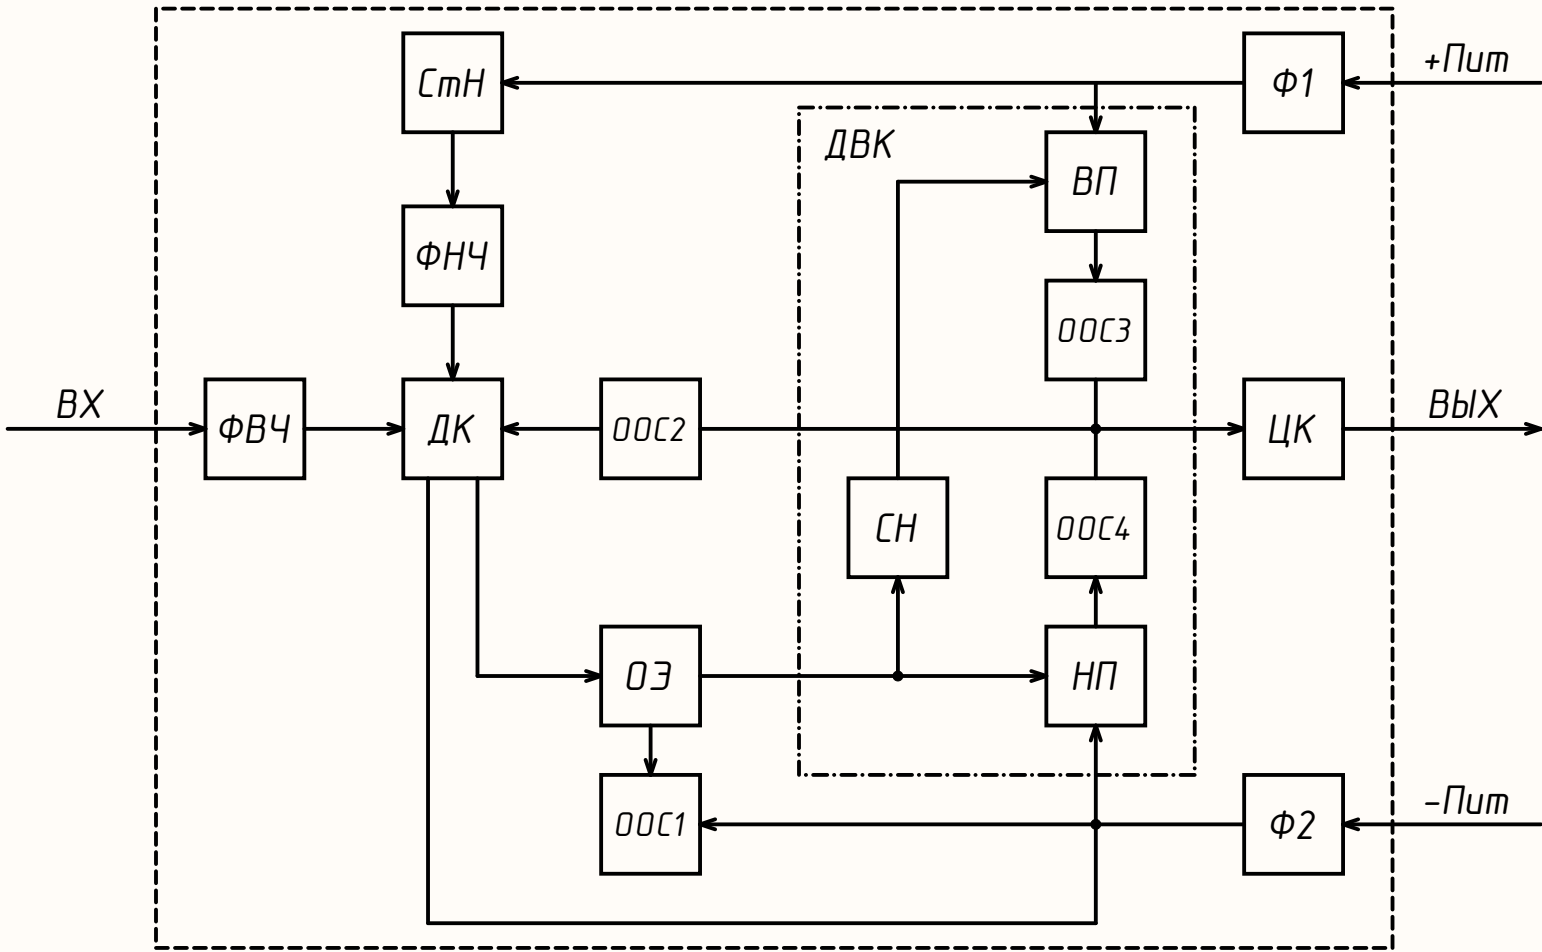 СтН
Ф1
+Пит
ДВК
ВП
ФНЧ
ООС3
ВХ
ФВЧ
ДК
ООС2
ЦК
ВЫХ
СН
ООС4
ОЭ
НП
ООС1
Ф2
-Пит